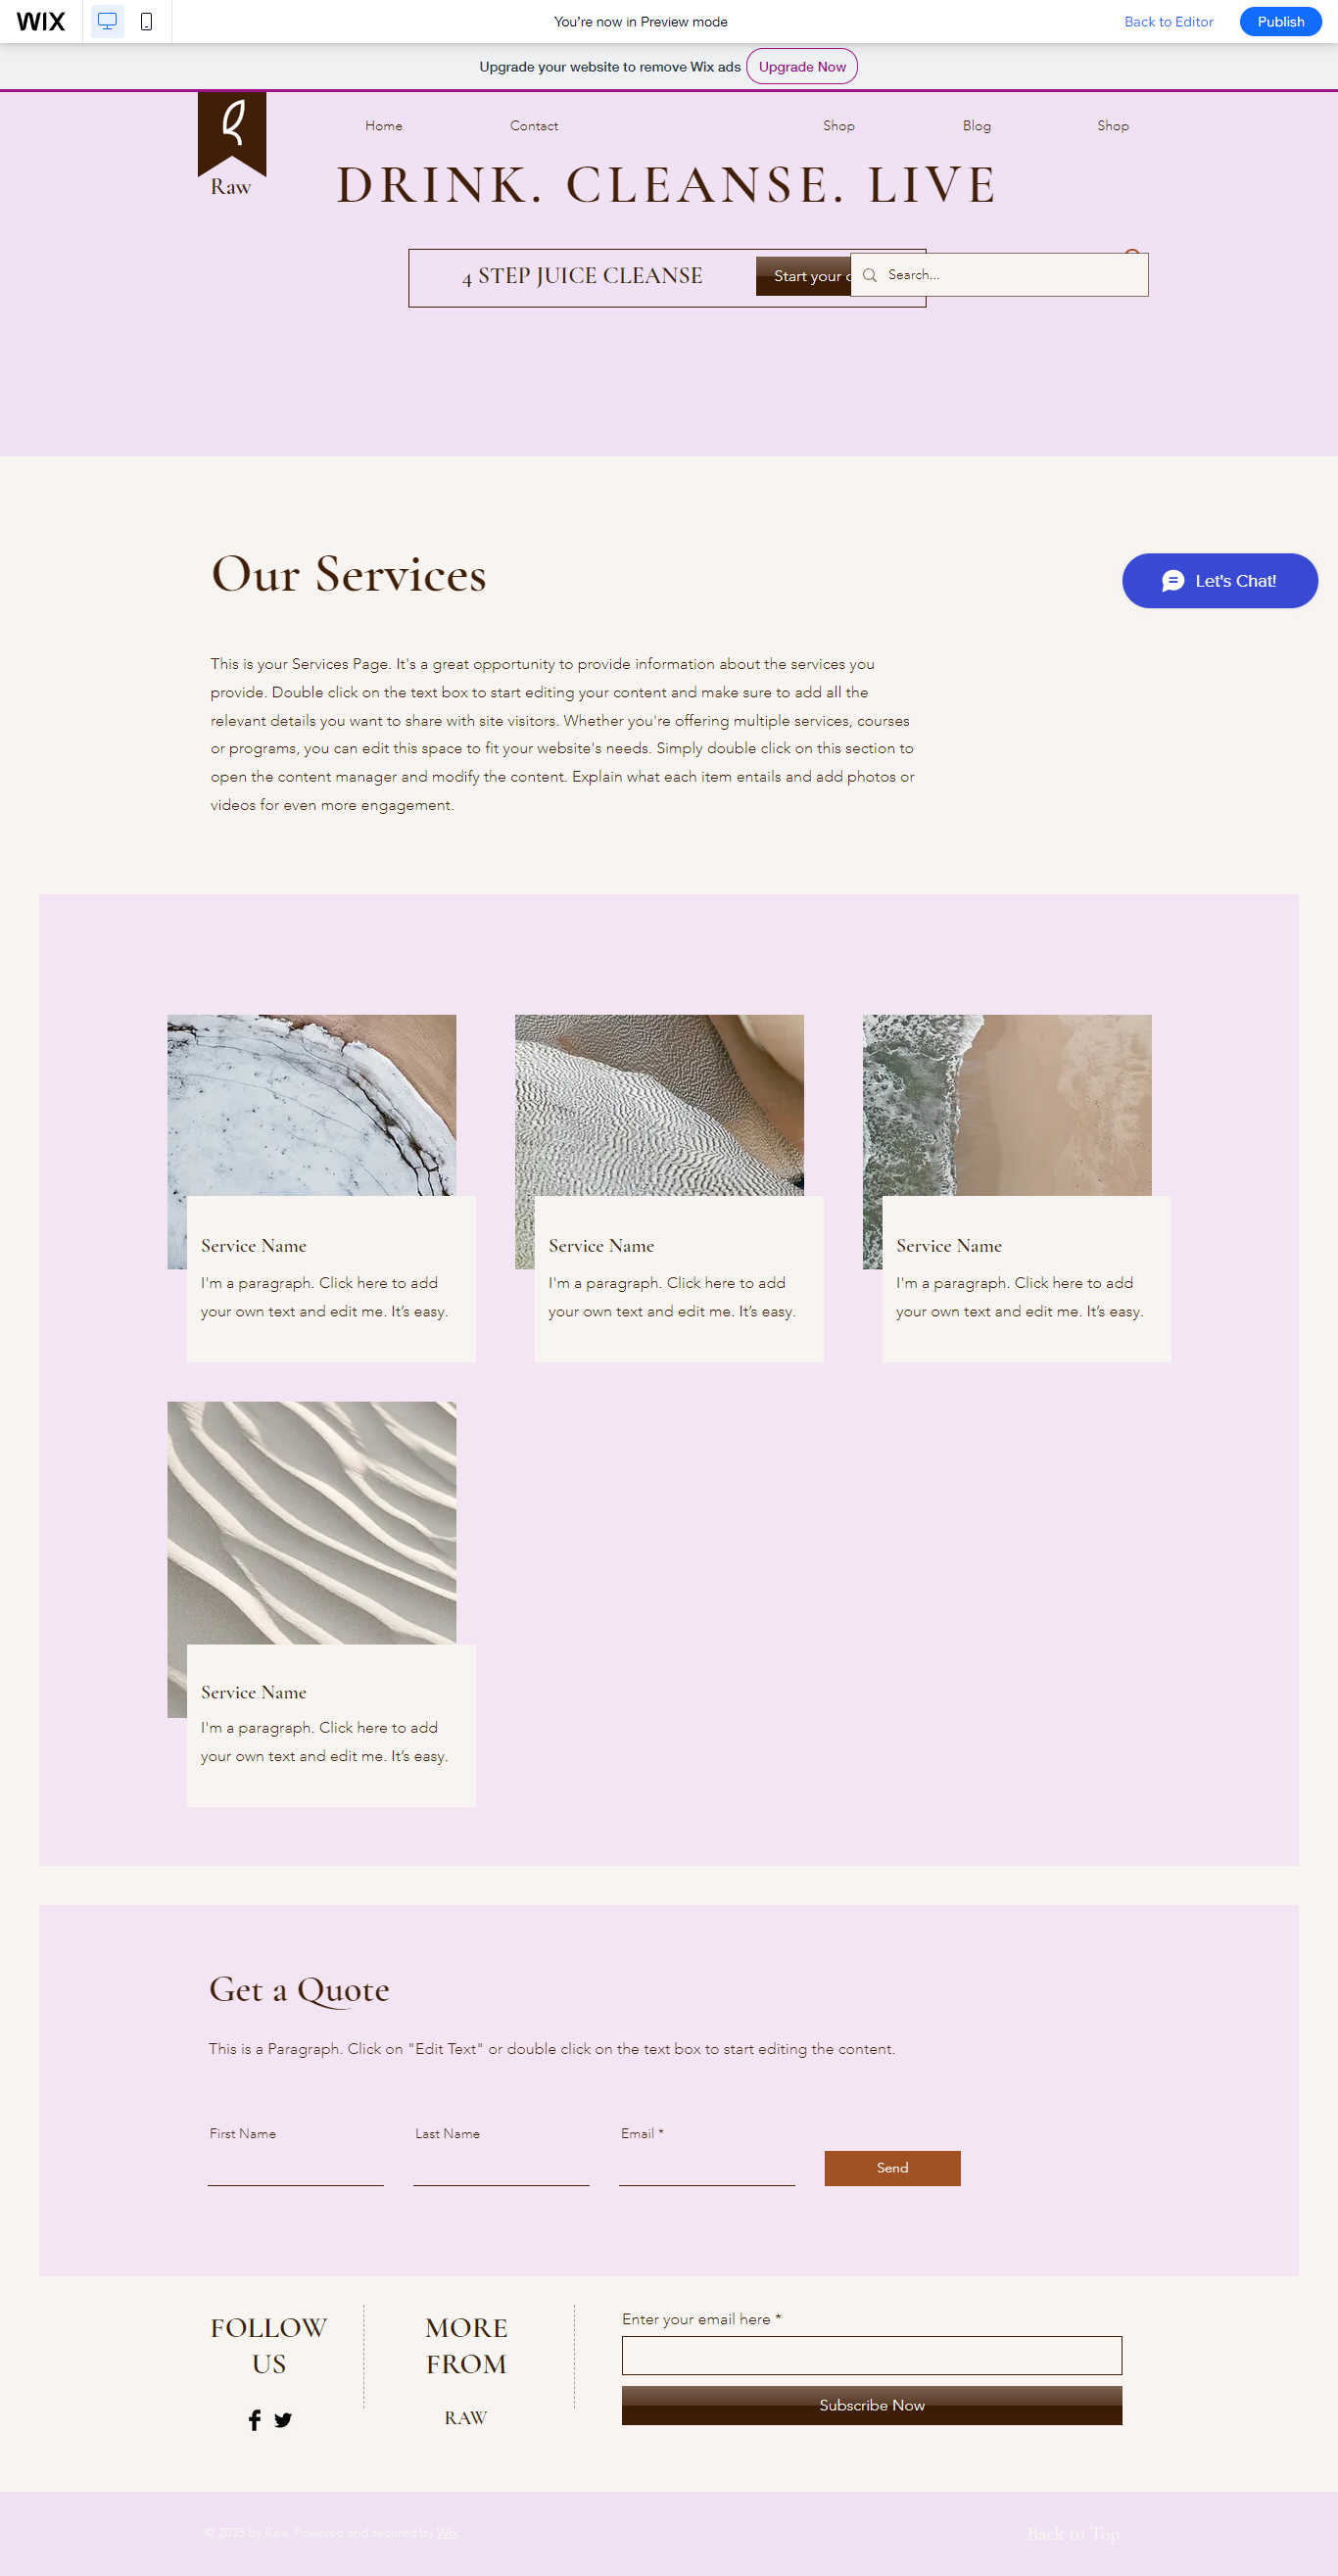 WIX
You're now in Preview mode
Back to Editor
Publish
Upgrade your website to remove Wix ads
Upgrade Now
Home
Contact
Shop
Blog
Shop
Raw
DRINK. CLEANSE. LIVE
4 STEP JUICE CLEANSE
Start your
Search...
Our Services
Let's Chat!
This is your Services Page. It's a great opportunity to provide information about the services you
provide. Double click on the text box to start editing your content and make sure to add all the
relevant details you want to share with site visitors. Whether you're offering multiple services, courses
or programs, you can edit this space to fit your website's needs. Simply double click on this section to
open the content manager and modify the content. Explain what each item entails and add photos or
videos for even more engagement.
Service Name
I'm a paragraph. Click here to add
your own text and edit me. It’s easy.
Service Name
I'm a paragraph. Click here to add
your own text and edit me. It’s easy.
Service Name
I'm a paragraph. Click here to add
your own text and edit me. It’s easy.
Service Name
I'm a paragraph. Click here to add
your own text and edit me. It’s easy.
Get a Quote
This is a Paragraph. Click on "Edit Text" or double click on the text box to start editing the content.
First Name
Last Name
Email *
Send
FOLLOW
US
MORE
FROM
RAW
Enter your email here *
Subscribe Now
© 2035 by Raw. Powered and secured by Wix
Back to Top